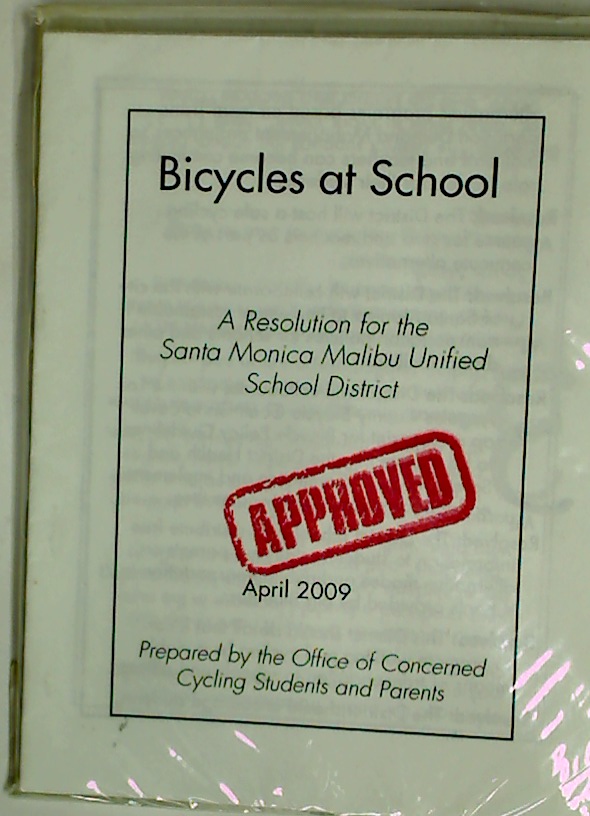 Bicycles at School
A Resolution for the
Santa Monica Malibu Unified
School District
APPROVED
April 2009
Prepared by the Office of Concerned
Cycling Students and Parents